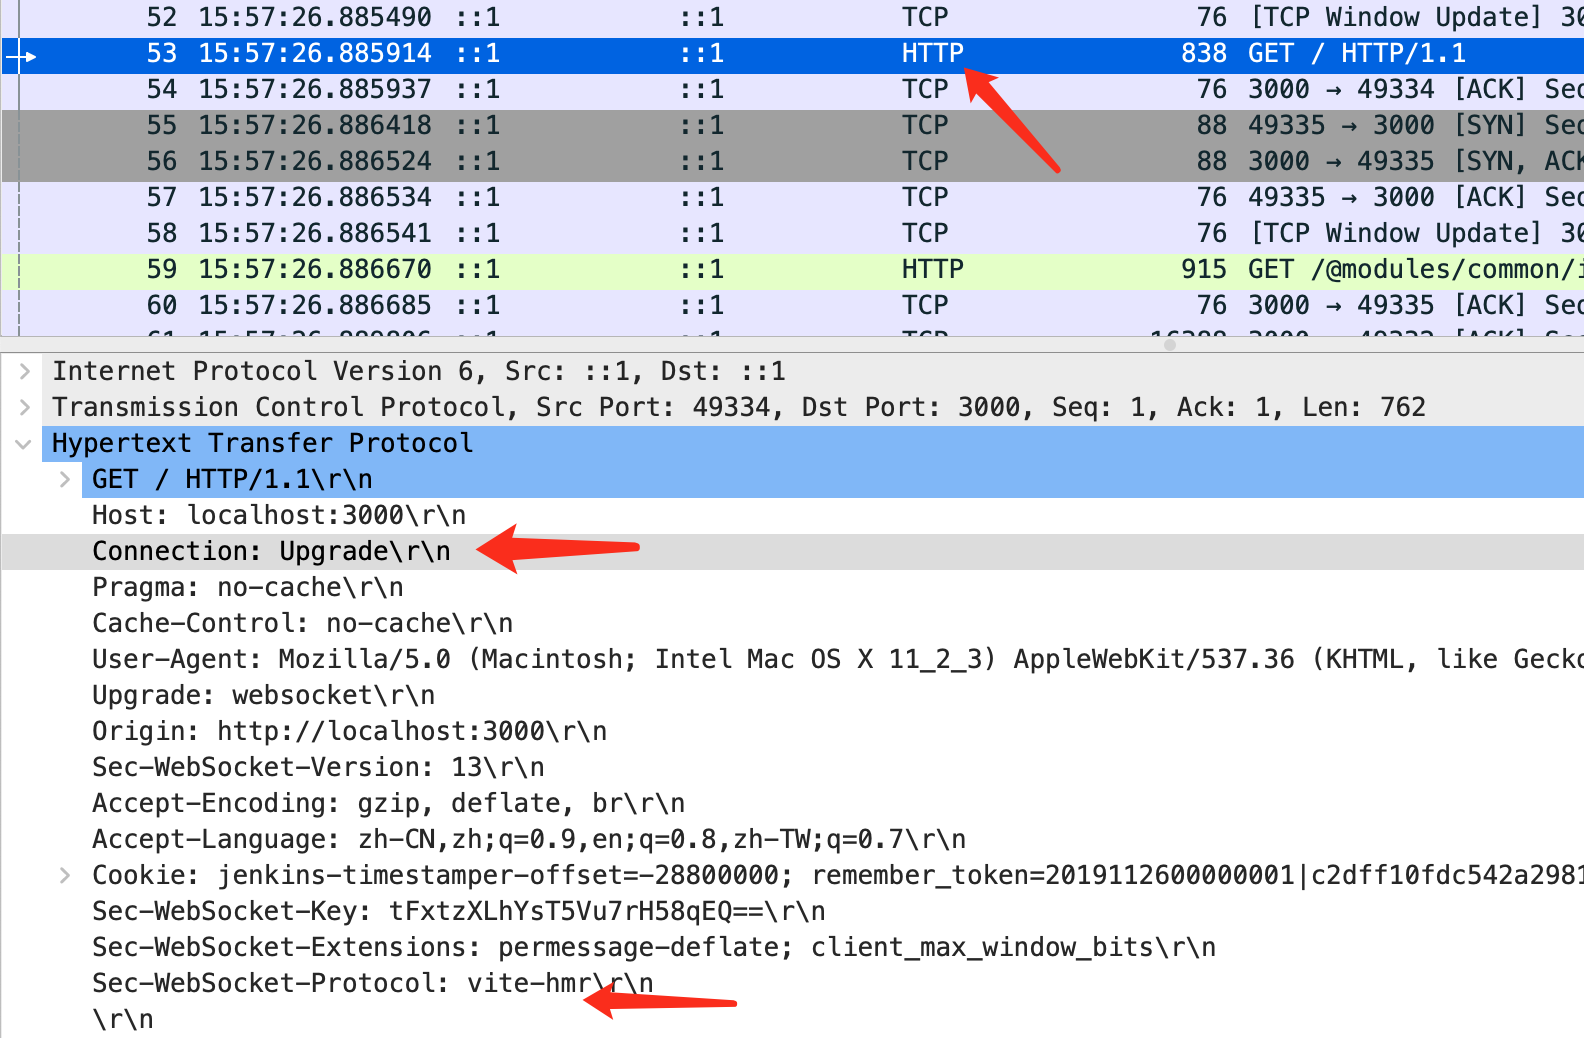 52 15:57:26.885490 ::1 ::1 TCP 76 [TCP Window Update]
53 15:57:26.885914 ::1 ::1 HTTP 838 GET / HTTP/1.1
54 15:57:26.885937 ::1 ::1 TCP 76 3000 → 49334 [ACK]
55 15:57:26.886418 ::1 ::1 TCP 88 49335 → 3000 [SYN]
56 15:57:26.886524 ::1 ::1 TCP 88 3000 → 49335 [SYN,
57 15:57:26.886534 ::1 ::1 TCP 76 49335 → 3000 [ACK]
58 15:57:26.886541 ::1 ::1 TCP 76 [TCP Window Update]
59 15:57:26.886670 ::1 ::1 HTTP 915 GET /@modules/common/
60 15:57:26.886685 ::1 ::1 TCP 76 3000 → 49335 [ACK]
Internet Protocol Version 6, Src: ::1, Dst: ::1
Transmission Control Protocol, Src Port: 49334, Dst Port: 3000, Seq: 1, Ack: 1, Len: 762
Hypertext Transfer Protocol
GET / HTTP/1.1\r\n
Host: localhost:3000\r\n
Connection: Upgrade\r\n
Pragma: no-cache\r\n
Cache-Control: no-cache\r\n
User-Agent: Mozilla/5.0 (Macintosh; Intel Mac OS X 11_2_3) AppleWebKit/537.36 (KHTML, like Gecko
Upgrade: websocket\r\n
Origin: http://localhost:3000\r\n
Sec-WebSocket-Version: 13\r\n
Accept-Encoding: gzip, deflate, br\r\n
Accept-Language: zh-CN,zh;q=0.9,en;q=0.8,zh-TW;q=0.7\r\n
Cookie: jenkins-timestamper-offset=-28800000; remember_token=2019112600000001|c2dff10fdc542a2981
Sec-WebSocket-Key: tFxtzXLhYsT5Vu7rH58qEQ==\r\n
Sec-WebSocket-Extensions: permessage-deflate; client_max_window_bits\r\n
Sec-WebSocket-Protocol: vite-hmr\r\n
\r\n